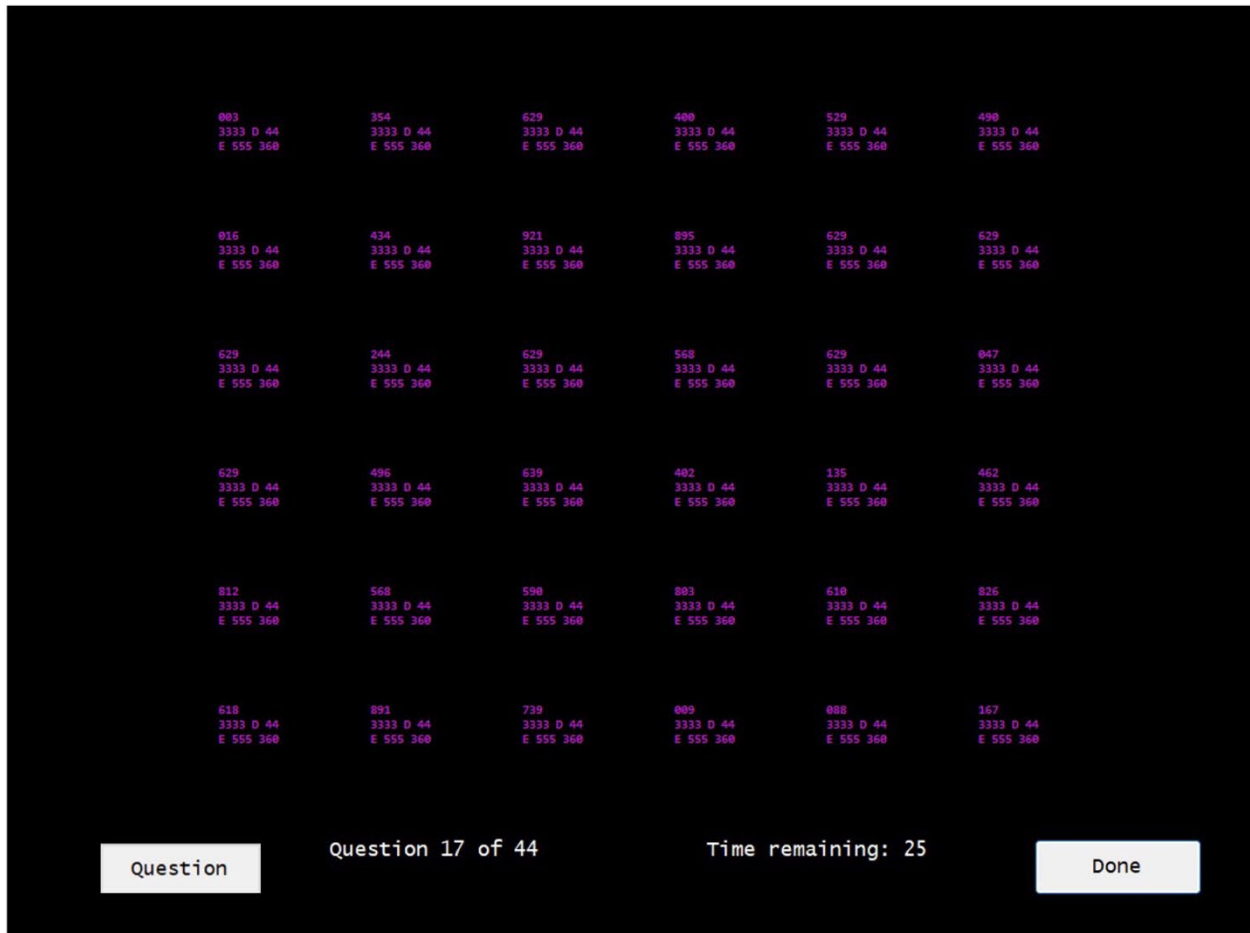 003 354 629 400 529 490
3333 D 44 3333 D 44 3333 D 44 3333 D 44 3333 D 44 3333 D 44
E 555 360 E 555 360 E 555 360 E 555 360 E 555 360 E 555 360
016 434 921 895 629 629
3333 D 44 3333 D 44 3333 D 44 3333 D 44 3333 D 44 3333 D 44
E 555 360 E 555 360 E 555 360 E 555 360 E 555 360 E 555 360
629 244 629 568 629 047
3333 D 44 3333 D 44 3333 D 44 3333 D 44 3333 D 44 3333 D 44
E 555 360 E 555 360 E 555 360 E 555 360 E 555 360 E 555 360
629 496 639 402 135 462
3333 D 44 3333 D 44 3333 D 44 3333 D 44 3333 D 44 3333 D 44
E 555 360 E 555 360 E 555 360 E 555 360 E 555 360 E 555 360
812 568 590 803 610 826
3333 D 44 3333 D 44 3333 D 44 3333 D 44 3333 D 44 3333 D 44
E 555 360 E 555 360 E 555 360 E 555 360 E 555 360 E 555 360
618 891 739 009 088 167
3333 D 44 3333 D 44 3333 D 44 3333 D 44 3333 D 44 3333 D 44
E 555 360 E 555 360 E 555 360 E 555 360 E 555 360 E 555 360
Question Question 17 of 44 Time remaining: 25 Done